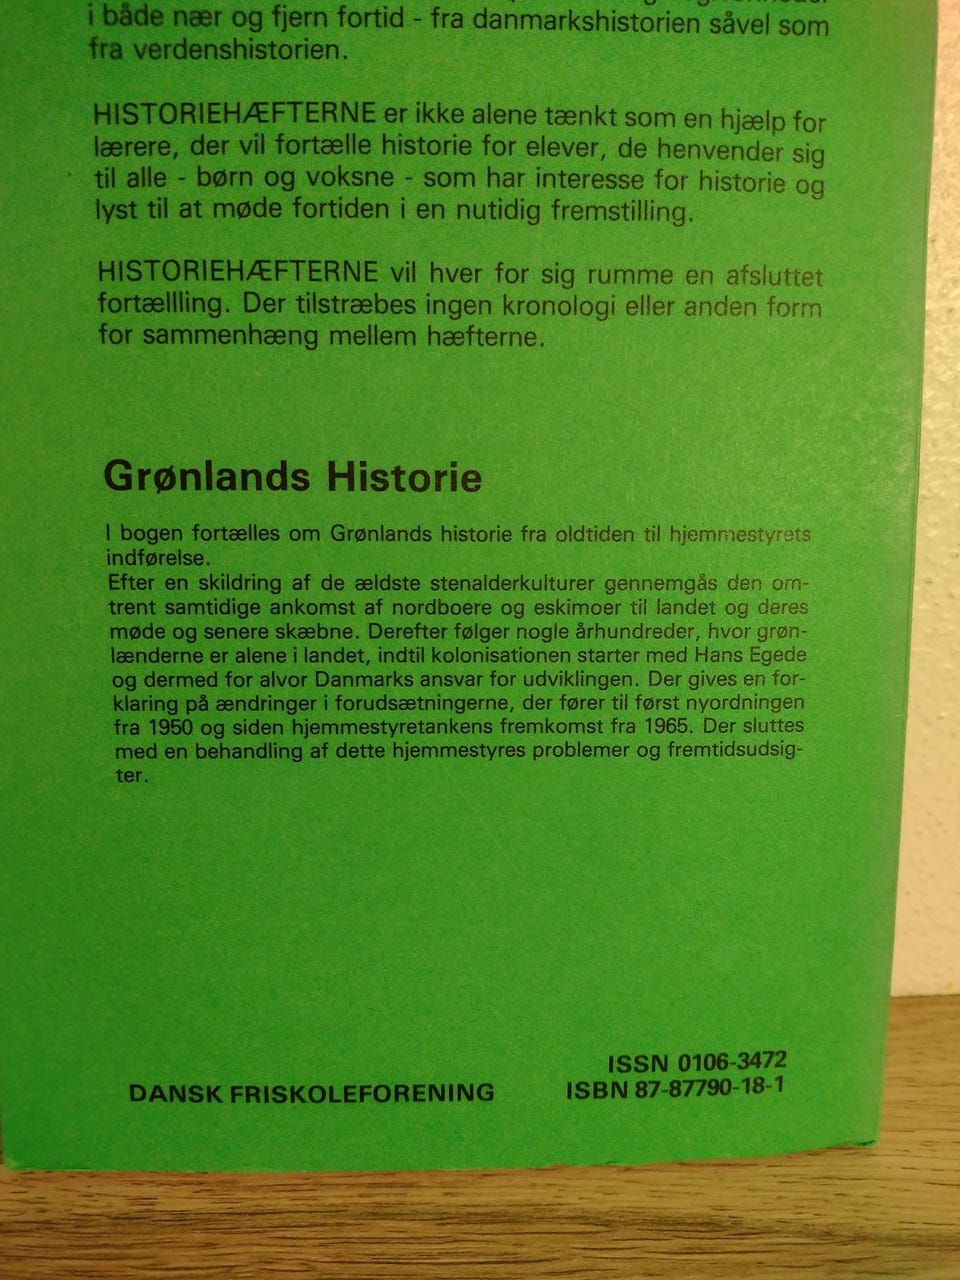 i både nær og fjern fortid - fra danmarkshistorien såvel som
fra verdenshistorien.
HISTORIEHÆFTERNE er ikke alene tænkt som en hjælp for
lærere, der vil fortælle historie for elever, de henvender sig
til alle - børn og voksne - som har interesse for historie og
lyst til at møde fortiden i en nutidig fremstilling.
HISTORIEHÆFTERNE vil hver for sig rumme en afsluttet
fortællling. Der tilstræbes ingen kronologi eller anden form
for sammenhæng mellem hæfterne.
Grønlands Historie
I bogen fortælles om Grønlands historie fra oldtiden til hjemmestyrets
indførelse.
Efter en skildring af de ældste stenalderkulturer gennemgås den om-
trent samtidige ankomst af nordboere og eskimoer til landet og deres
møde og senere skæbne. Derefter følger nogle århundreder, hvor grøn-
lænderne er alene i landet, indtil kolonisationen starter med Hans Egede
og dermed for alvor Danmarks ansvar for udviklingen. Der gives en for-
klaring på ændringer i forudsætningerne, der fører til først nyordningen
fra 1950 og siden hjemmestyretankens fremkomst fra 1965. Der sluttes
med en behandling af dette hjemmestyres problemer og fremtidsudsig-
ter.
ISSN 0106-3472
DANSK FRISKOLEFORENING ISBN 87-87790-18-1